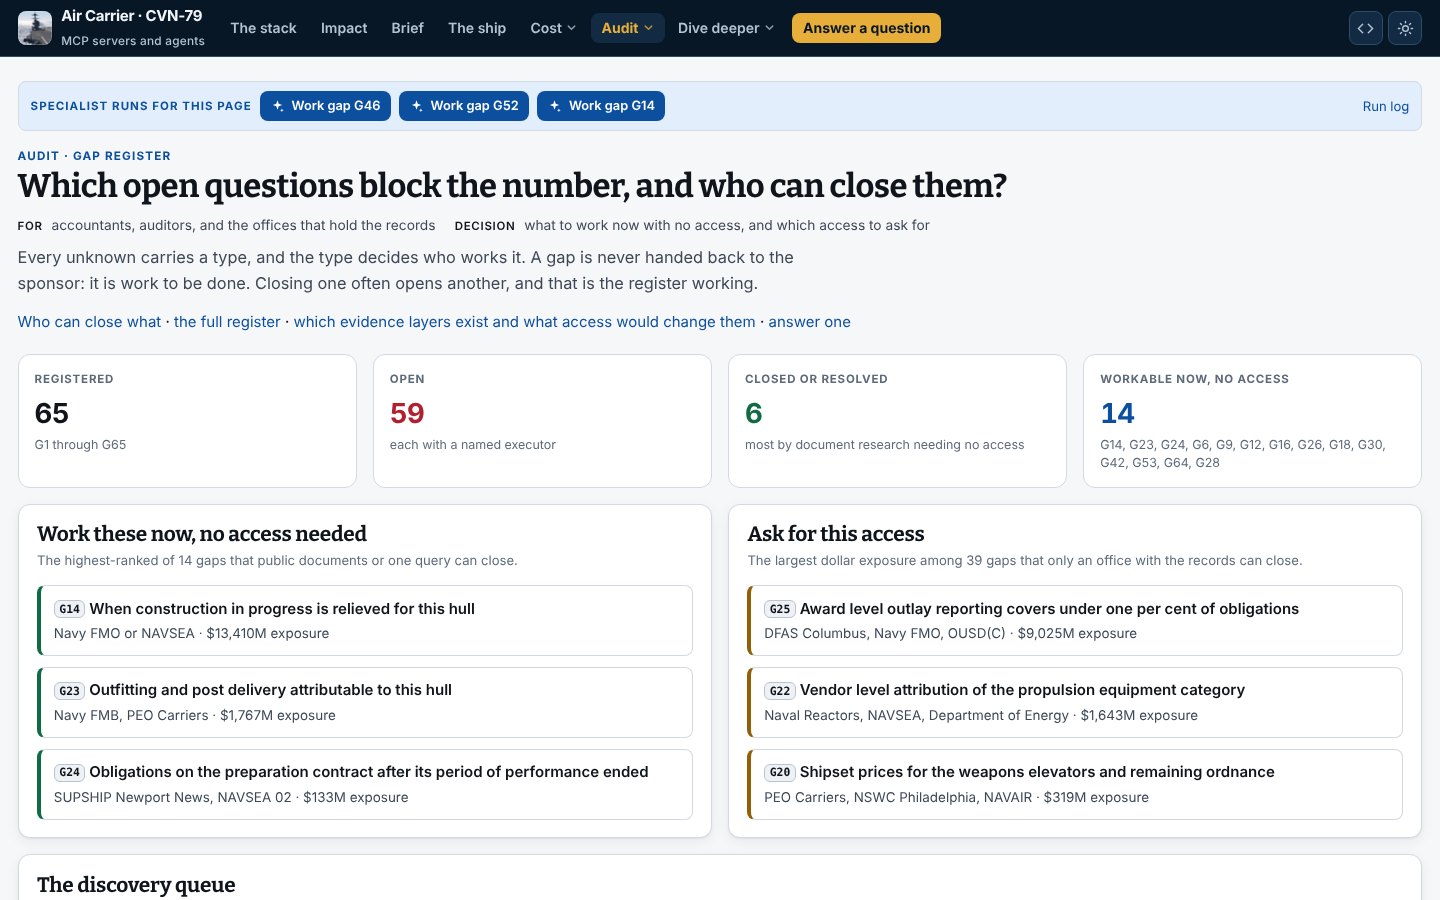 Air Carrier · CVN-79
MCP servers and agents
The stack
Impact
Brief
The ship
Cost
Audit
Dive deeper
Answer a question
SPECIALIST RUNS FOR THIS PAGE
Work gap G46
Work gap G52
Work gap G14
Run log
AUDIT · GAP REGISTER
Which open questions block the number, and who can close them?
FOR accountants, auditors, and the offices that hold the records DECISION what to work now with no access, and which access to ask for
Every unknown carries a type, and the type decides who works it. A gap is never handed back to the
sponsor: it is work to be done. Closing one often opens another, and that is the register working.
Who can close what · the full register · which evidence layers exist and what access would change them · answer one
REGISTERED
65
G1 through G65
OPEN
59
each with a named executor
CLOSED OR RESOLVED
6
most by document research needing no access
WORKABLE NOW, NO ACCESS
14
G14, G23, G24, G6, G9, G12, G16, G26, G18, G30,
G42, G53, G64, G28
Work these now, no access needed
The highest-ranked of 14 gaps that public documents or one query can close.
G14 When construction in progress is relieved for this hull
Navy FMO or NAVSEA · $13,410M exposure
G23 Outfitting and post delivery attributable to this hull
Navy FMB, PEO Carriers · $1,767M exposure
G24 Obligations on the preparation contract after its period of performance ended
SUPSHIP Newport News, NAVSEA 02 · $133M exposure
Ask for this access
The largest dollar exposure among 39 gaps that only an office with the records can close.
G25 Award level outlay reporting covers under one per cent of obligations
DFAS Columbus, Navy FMO, OUSD(C) · $9,025M exposure
G22 Vendor level attribution of the propulsion equipment category
Naval Reactors, NAVSEA, Department of Energy · $1,643M exposure
G20 Shipset prices for the weapons elevators and remaining ordnance
PEO Carriers, NSWC Philadelphia, NAVAIR · $319M exposure
The discovery queue